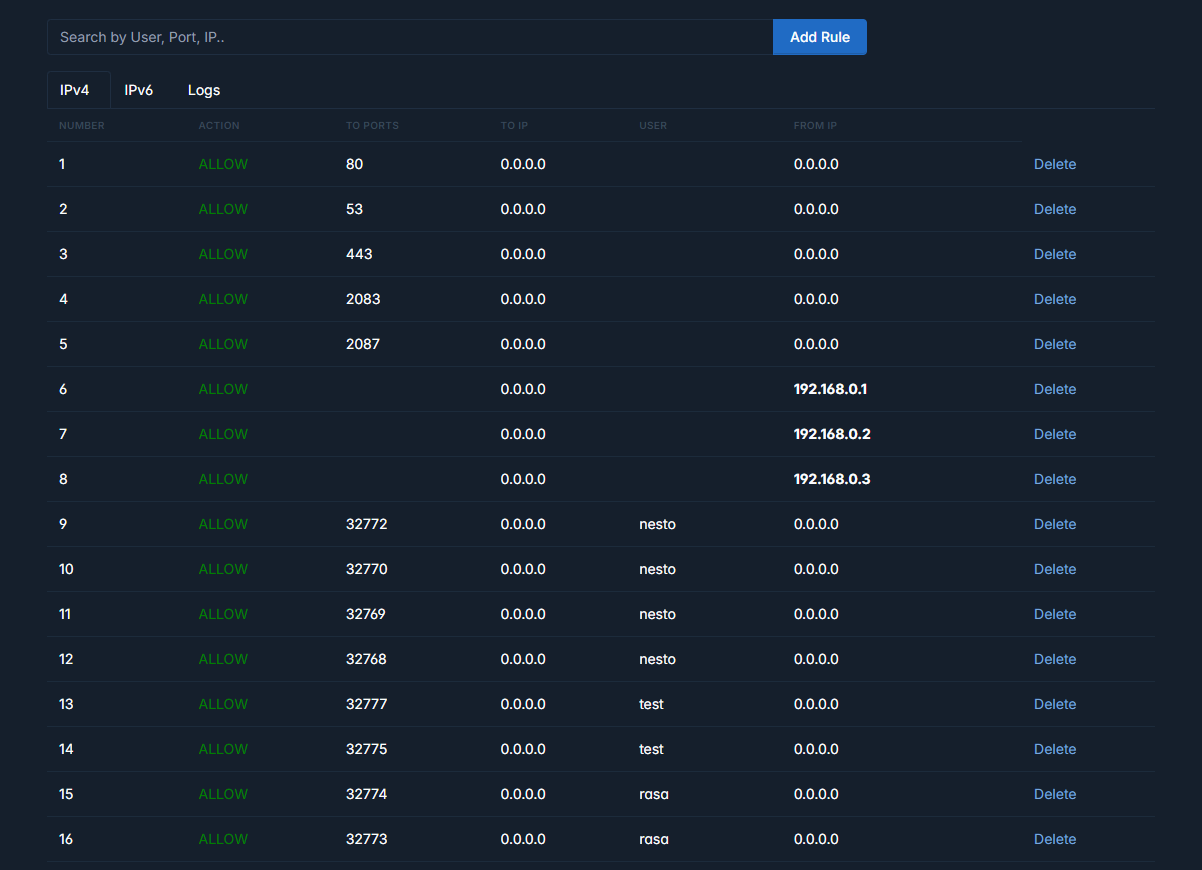 Search by User, Port, IP.. Add Rule
IPv4 IPv6 Logs
NUMBER ACTION TO PORTS TO IP USER FROM IP
1 ALLOW 80 0.0.0.0 0.0.0.0 Delete
2 ALLOW 53 0.0.0.0 0.0.0.0 Delete
3 ALLOW 443 0.0.0.0 0.0.0.0 Delete
4 ALLOW 2083 0.0.0.0 0.0.0.0 Delete
5 ALLOW 2087 0.0.0.0 0.0.0.0 Delete
6 ALLOW 0.0.0.0 192.168.0.1 Delete
7 ALLOW 0.0.0.0 192.168.0.2 Delete
8 ALLOW 0.0.0.0 192.168.0.3 Delete
9 ALLOW 32772 0.0.0.0 nesto 0.0.0.0 Delete
10 ALLOW 32770 0.0.0.0 nesto 0.0.0.0 Delete
11 ALLOW 32769 0.0.0.0 nesto 0.0.0.0 Delete
12 ALLOW 32768 0.0.0.0 nesto 0.0.0.0 Delete
13 ALLOW 32777 0.0.0.0 test 0.0.0.0 Delete
14 ALLOW 32775 0.0.0.0 test 0.0.0.0 Delete
15 ALLOW 32774 0.0.0.0 rasa 0.0.0.0 Delete
16 ALLOW 32773 0.0.0.0 rasa 0.0.0.0 Delete